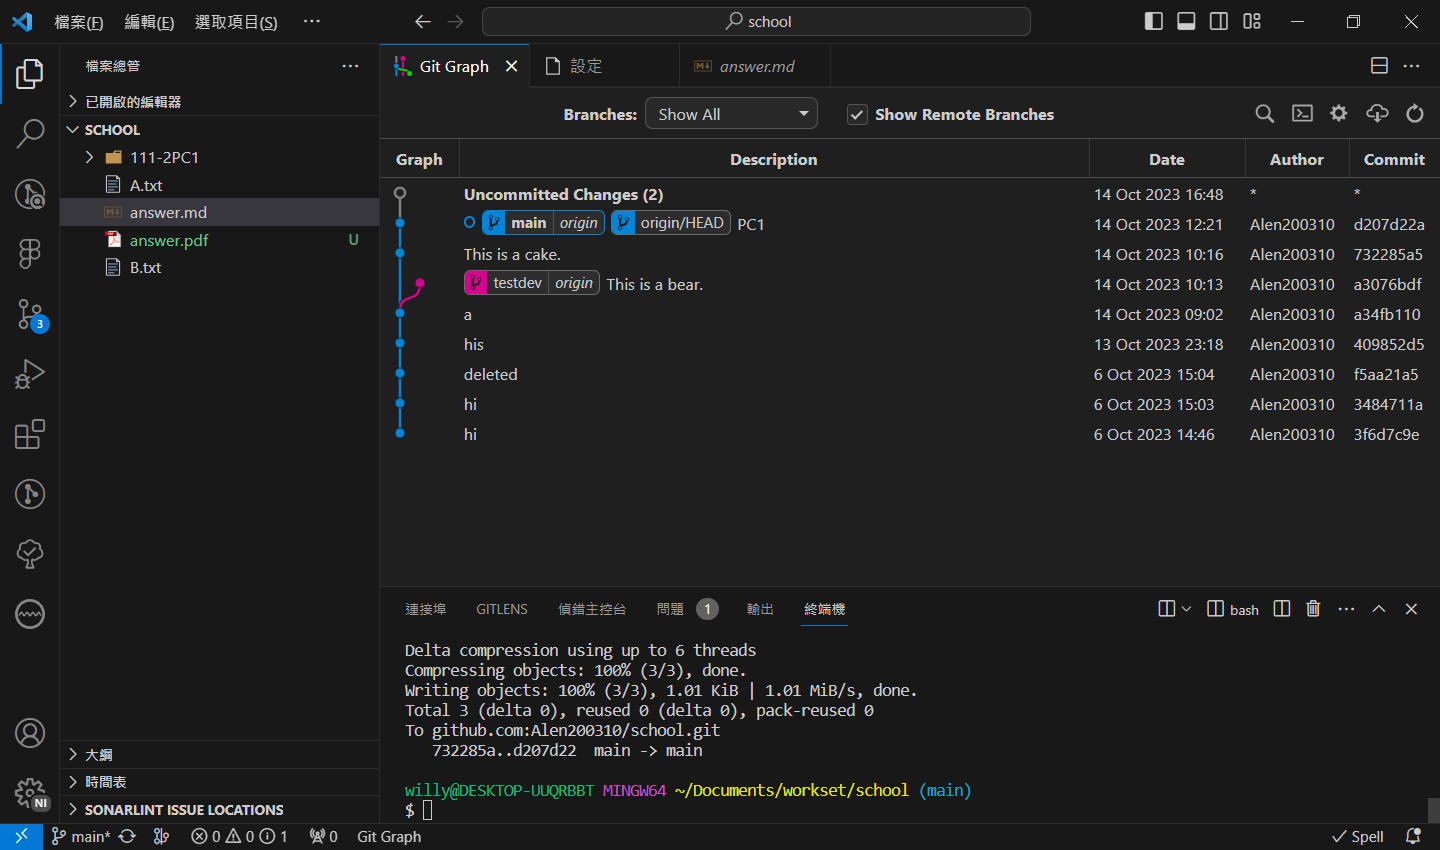 檔案(F) 編輯(E) 選取項目(S) ··· school
檔案總管 ···
已開啟的編輯器
SCHOOL
111-2PC1
A.txt
answer.md
answer.pdf U
B.txt
大綱
時間表
SONARLINT ISSUE LOCATIONS
3
NI
Git Graph 設定 answer.md
Branches: Show All Show Remote Branches
Graph Description Date Author Commit
Uncommitted Changes (2) 14 Oct 2023 16:48 * *
main origin origin/HEAD PC1 14 Oct 2023 12:21 Alen200310 d207d22a
This is a cake. 14 Oct 2023 10:16 Alen200310 732285a5
testdev origin This is a bear. 14 Oct 2023 10:13 Alen200310 a3076bdf
a 14 Oct 2023 09:02 Alen200310 a34fb110
his 13 Oct 2023 23:18 Alen200310 409852d5
deleted 6 Oct 2023 15:04 Alen200310 f5aa21a5
hi 6 Oct 2023 15:03 Alen200310 3484711a
hi 6 Oct 2023 14:46 Alen200310 3f6d7c9e
連接埠 GITLENS 偵錯主控台 問題 1 輸出 終端機 bash
Delta compression using up to 6 threads
Compressing objects: 100% (3/3), done.
Writing objects: 100% (3/3), 1.01 KiB | 1.01 MiB/s, done.
Total 3 (delta 0), reused 0 (delta 0), pack-reused 0
To github.com:Alen200310/school.git
732285a..d207d22 main -> main
willy@DESKTOP-UUQRBBT MINGW64 ~/Documents/workset/school (main)
$
main* 0 0 1 0 Git Graph Spell